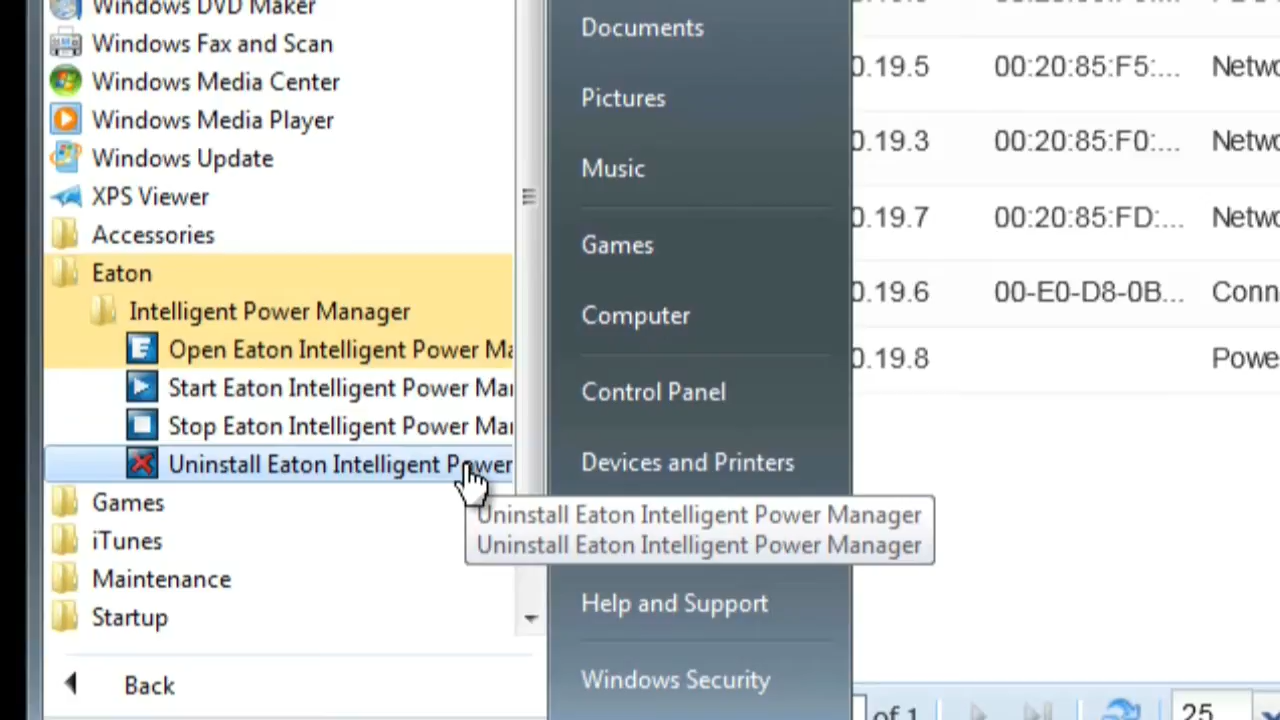 Windows DVD Maker
Windows Fax and Scan
Windows Media Center
Windows Media Player
Windows Update
XPS Viewer
Accessories
Eaton
Intelligent Power Manager
Open Eaton Intelligent Power Ma
Start Eaton Intelligent Power Ma
Stop Eaton Intelligent Power Ma
Uninstall Eaton Intelligent Power
Games
iTunes
Maintenance
Startup
Back
Documents
Pictures
Music
Games
Computer
Control Panel
Devices and Printers
Uninstall Eaton Intelligent Power Manager
Uninstall Eaton Intelligent Power Manager
Help and Support
Windows Security
0.19.5 00:20:85:F5:... Netwo
0.19.3 00:20:85:F0:... Netwo
0.19.7 00:20:85:FD:... Netwo
0.19.6 00-E0-D8-0B... Conn
0.19.8 Powe
of 1 25